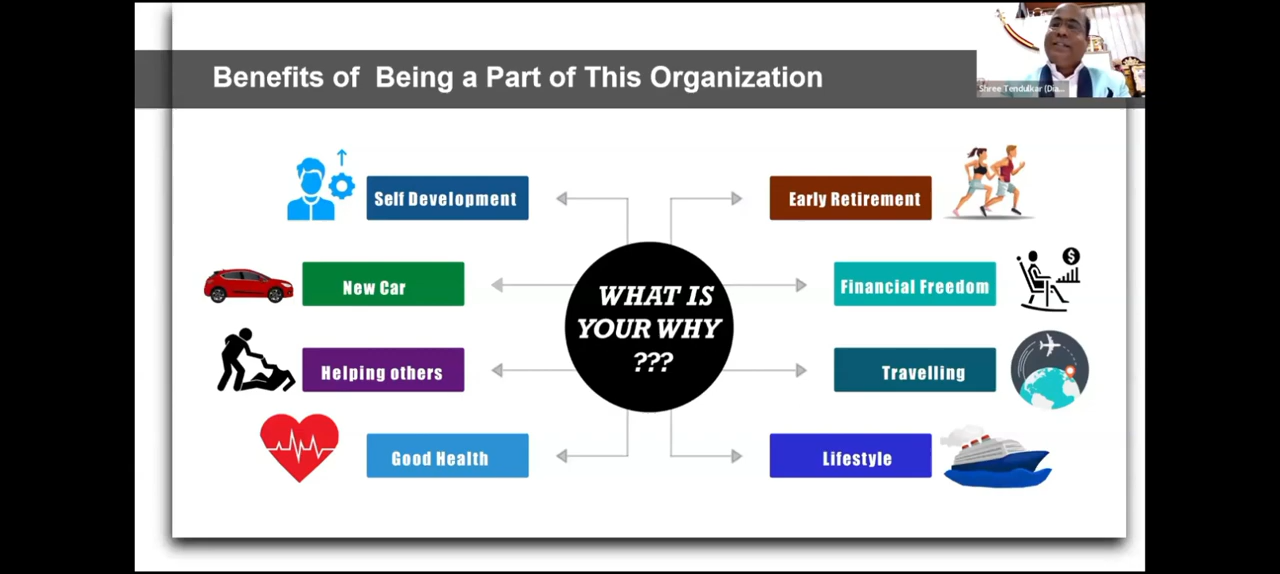 Benefits of Being a Part of This Organization
Shree Tendulkar (Dia...
Self Development
Early Retirement
New Car
Financial Freedom
WHAT IS
YOUR WHY
???
Helping others
Travelling
Good Health
Lifestyle
$